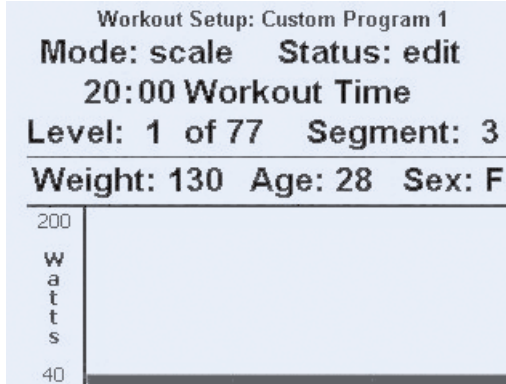 Workout Setup: Custom Program 1
Mode: scale Status: edit
20:00 Workout Time
Level: 1 of 77 Segment: 3
Weight: 130 Age: 28 Sex: F
200
Watts
40